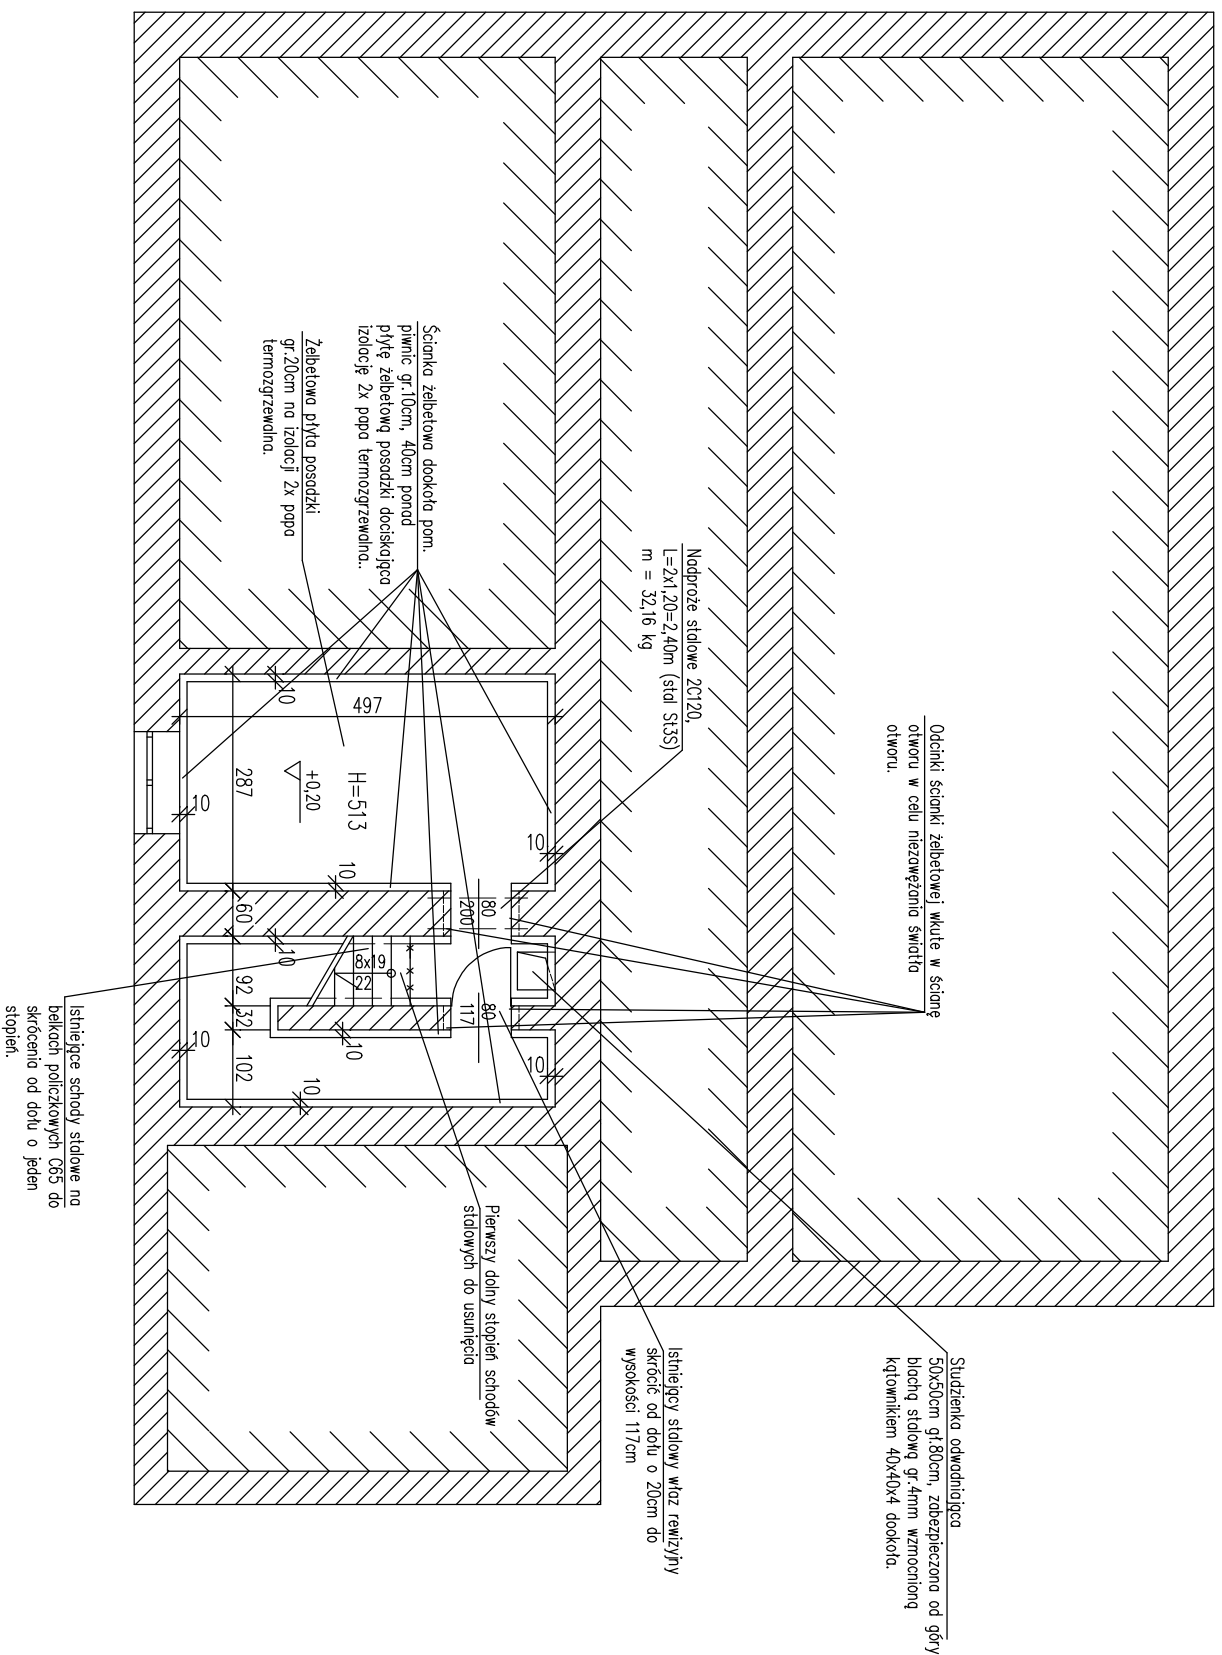 Ścianka żelbetowa dookoła pom.
piwnic gr.10cm, 40cm ponad
płytę żelbetową posadzki dociskająca
izolację 2x papa termozgrzewalna..
Żelbetowa płyta posadzki
gr.20cm na izolacji 2x papa
termozgrzewalna.
Nadproże stalowe 2C120,
L=2x1,20=2,40m (stal St3S)
m = 32,16 kg
Odcinki ścianki żelbetowej wkute w ścianę
otworu w celu niezawężania światła
otworu.
Studzienka odwadniająca
50x50cm gł.80cm, zabezpieczona od góry
blachą stalową gr.4mm wzmocnioną
kątownikiem 40x40x4 dookoła.
Istniejący stalowy właz rewizyjny
skrócić od dołu o 20cm do
wysokości 117cm
Pierwszy dolny stopień schodów
stalowych do usunięcia
Istniejące schody stalowe na
belkach policzkowych C65 do
skrócenia od dołu o jeden
stopień.
H=513
+0,20
497
287
60
92
32
102
10
10
10
10
10
10
10
10
10
80
200
80
117
8x19
22